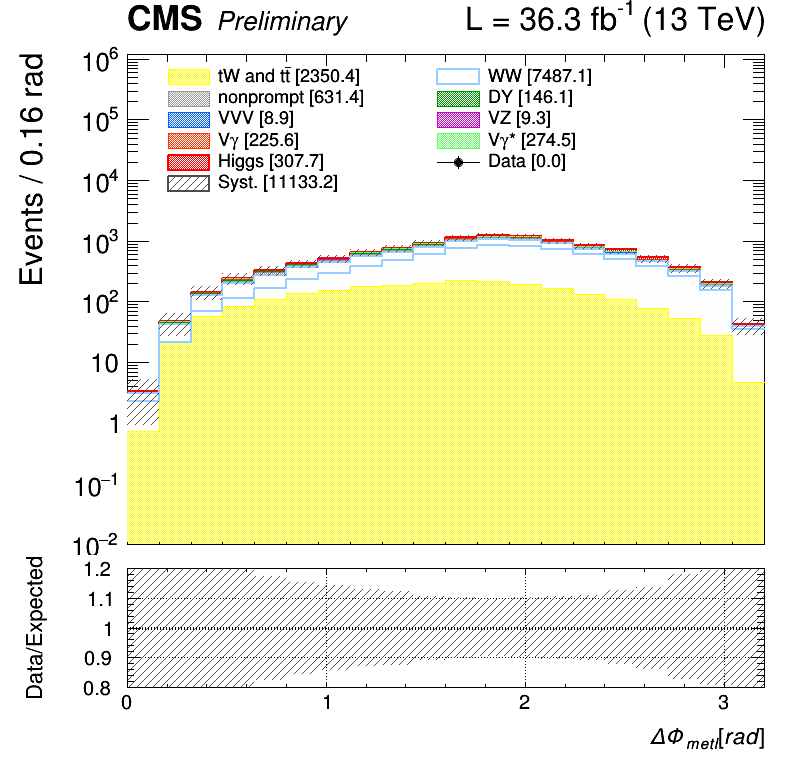 CMS Preliminary L = 36.3 fb⁻¹ (13 TeV)
Events / 0.16 rad
10⁶
10⁵
10⁴
10³
10²
10
1
10⁻¹
10⁻²
tW and tt̄ [2350.4]
nonprompt [631.4]
VVV [8.9]
Vγ [225.6]
Higgs [307.7]
Syst. [11133.2]
WW [7487.1]
DY [146.1]
VZ [9.3]
Vγ* [274.5]
Data [0.0]
Data/Expected
1.2
1.1
1
0.9
0.8
0 1 2 3
ΔΦ metl[rad]